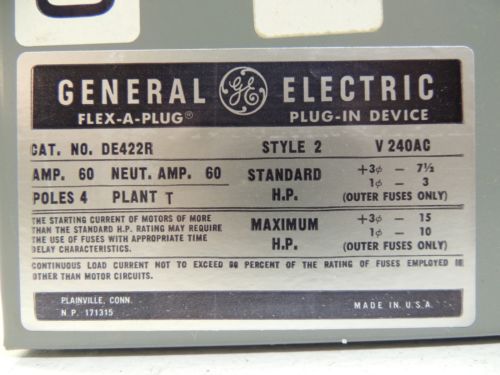 GENERAL GE ELECTRIC
FLEX-A-PLUG® PLUG-IN DEVICE
CAT. NO. DE422R STYLE 2 V 240AC
AMP. 60 NEUT. AMP. 60 STANDARD H.P. +3φ - 7½
1φ - 3
POLES 4 PLANT T (OUTER FUSES ONLY)
THE STARTING CURRENT OF MOTORS OF MORE
THAN THE STANDARD H.P. RATING MAY REQUIRE
THE USE OF FUSES WITH APPROPRIATE TIME
DELAY CHARACTERISTICS.
MAXIMUM H.P. +3φ - 15
1φ - 10
(OUTER FUSES ONLY)
CONTINUOUS LOAD CURRENT NOT TO EXCEED 80 PERCENT OF THE RATING OF FUSES EMPLOYED IN
OTHER THAN MOTOR CIRCUITS.
PLAINVILLE, CONN.
N.P. 171315 MADE IN U.S.A.